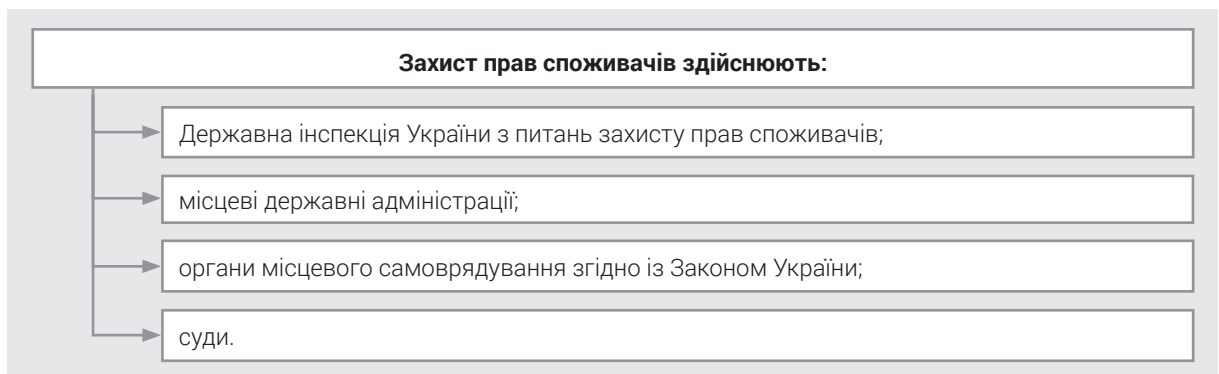 Захист прав споживачів здійснюють:
Державна інспекція України з питань захисту прав споживачів;
місцеві державні адміністрації;
органи місцевого самоврядування згідно із Законом України;
суди.